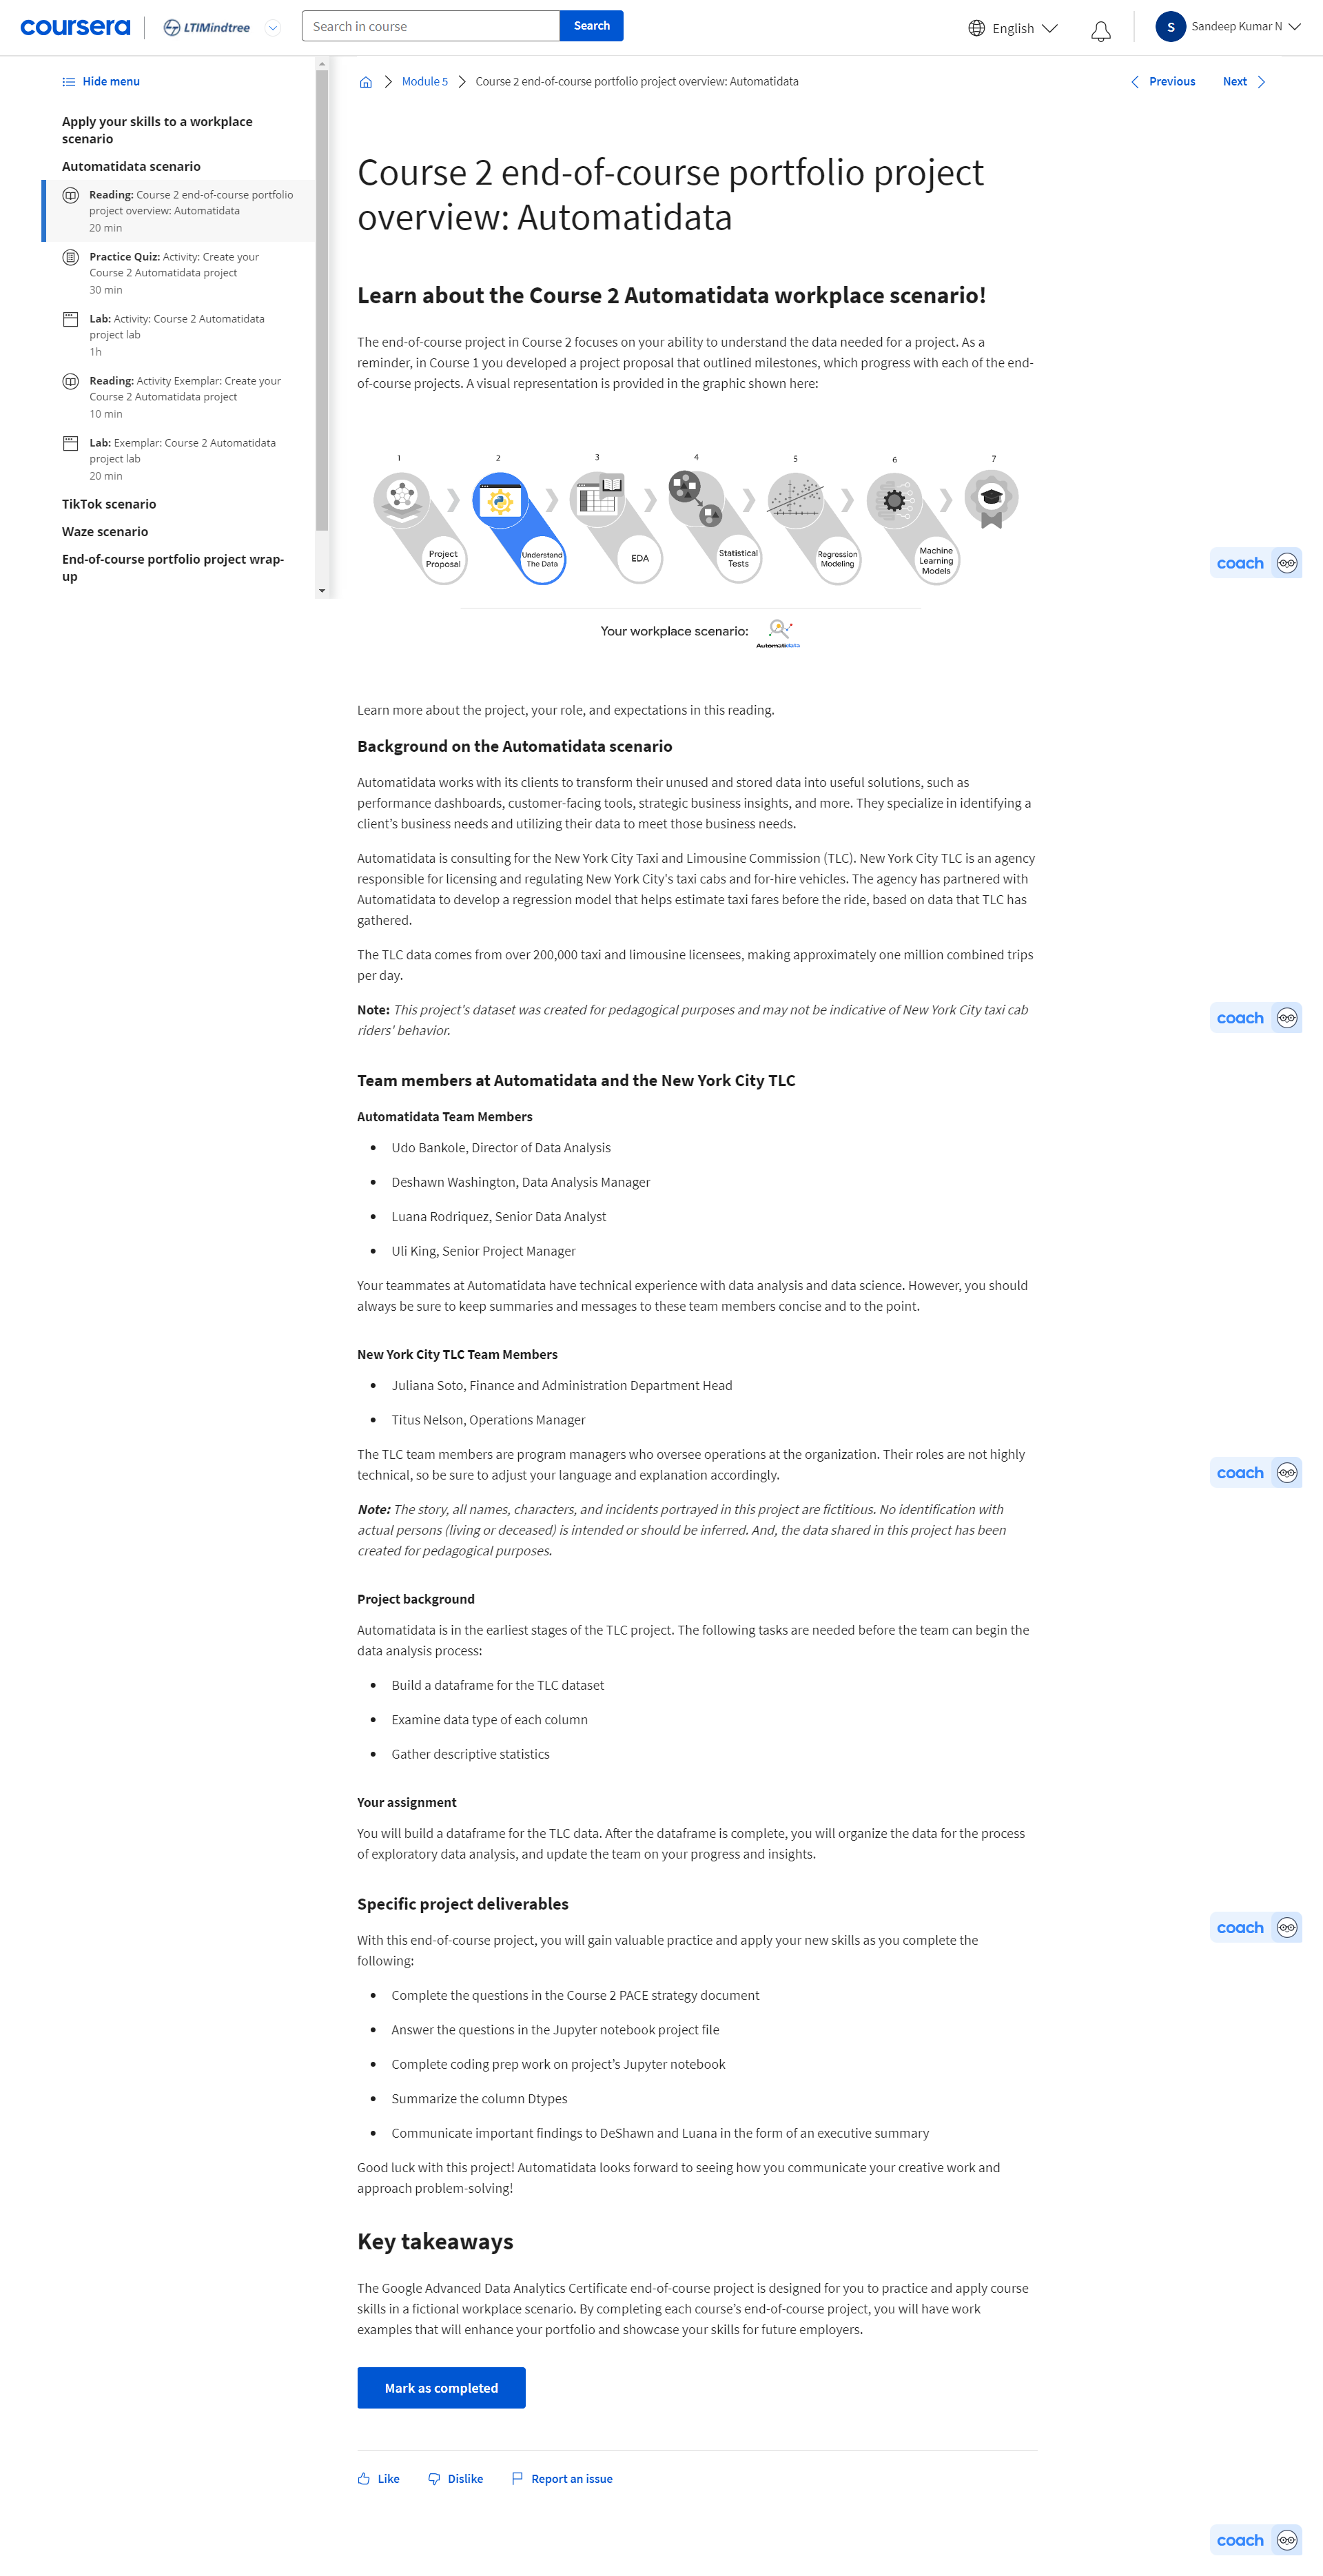 coursera
LTIMindtree
Search in course
Search
English
S
Sandeep Kumar N
Hide menu
Apply your skills to a workplace
scenario
Automatidata scenario
Reading: Course 2 end-of-course portfolio
project overview: Automatidata
20 min
Practice Quiz: Activity: Create your
Course 2 Automatidata project
30 min
Lab: Activity: Course 2 Automatidata
project lab
1h
Reading: Activity Exemplar: Create your
Course 2 Automatidata project
10 min
Lab: Exemplar: Course 2 Automatidata
project lab
20 min
TikTok scenario
Waze scenario
End-of-course portfolio project wrap-
up
Module 5
Course 2 end-of-course portfolio project overview: Automatidata
Previous
Next
Course 2 end-of-course portfolio project
overview: Automatidata
Learn about the Course 2 Automatidata workplace scenario!
The end-of-course project in Course 2 focuses on your ability to understand the data needed for a project. As a
reminder, in Course 1 you developed a project proposal that outlined milestones, which progress with each of the end-
of-course projects. A visual representation is provided in the graphic shown here:
1
2
3
4
5
6
7
Project
Proposal
Understand
The Data
EDA
Statistical
Tests
Regression
Modeling
Machine
Learning
Models
coach
Your workplace scenario:
Automatidata
Learn more about the project, your role, and expectations in this reading.
Background on the Automatidata scenario
Automatidata works with its clients to transform their unused and stored data into useful solutions, such as
performance dashboards, customer-facing tools, strategic business insights, and more. They specialize in identifying a
client’s business needs and utilizing their data to meet those business needs.
Automatidata is consulting for the New York City Taxi and Limousine Commission (TLC). New York City TLC is an agency
responsible for licensing and regulating New York City's taxi cabs and for-hire vehicles. The agency has partnered with
Automatidata to develop a regression model that helps estimate taxi fares before the ride, based on data that TLC has
gathered.
The TLC data comes from over 200,000 taxi and limousine licensees, making approximately one million combined trips
per day.
Note: This project's dataset was created for pedagogical purposes and may not be indicative of New York City taxi cab
riders' behavior.
coach
Team members at Automatidata and the New York City TLC
Automatidata Team Members
• Udo Bankole, Director of Data Analysis
• Deshawn Washington, Data Analysis Manager
• Luana Rodriquez, Senior Data Analyst
• Uli King, Senior Project Manager
Your teammates at Automatidata have technical experience with data analysis and data science. However, you should
always be sure to keep summaries and messages to these team members concise and to the point.
New York City TLC Team Members
• Juliana Soto, Finance and Administration Department Head
• Titus Nelson, Operations Manager
The TLC team members are program managers who oversee operations at the organization. Their roles are not highly
technical, so be sure to adjust your language and explanation accordingly.
coach
Note: The story, all names, characters, and incidents portrayed in this project are fictitious. No identification with
actual persons (living or deceased) is intended or should be inferred. And, the data shared in this project has been
created for pedagogical purposes.
Project background
Automatidata is in the earliest stages of the TLC project. The following tasks are needed before the team can begin the
data analysis process:
• Build a dataframe for the TLC dataset
• Examine data type of each column
• Gather descriptive statistics
Your assignment
You will build a dataframe for the TLC data. After the dataframe is complete, you will organize the data for the process
of exploratory data analysis, and update the team on your progress and insights.
Specific project deliverables
coach
With this end-of-course project, you will gain valuable practice and apply your new skills as you complete the
following:
• Complete the questions in the Course 2 PACE strategy document
• Answer the questions in the Jupyter notebook project file
• Complete coding prep work on project’s Jupyter notebook
• Summarize the column Dtypes
• Communicate important findings to DeShawn and Luana in the form of an executive summary
Good luck with this project! Automatidata looks forward to seeing how you communicate your creative work and
approach problem-solving!
Key takeaways
The Google Advanced Data Analytics Certificate end-of-course project is designed for you to practice and apply course
skills in a fictional workplace scenario. By completing each course’s end-of-course project, you will have work
examples that will enhance your portfolio and showcase your skills for future employers.
Mark as completed
Like
Dislike
Report an issue
coach